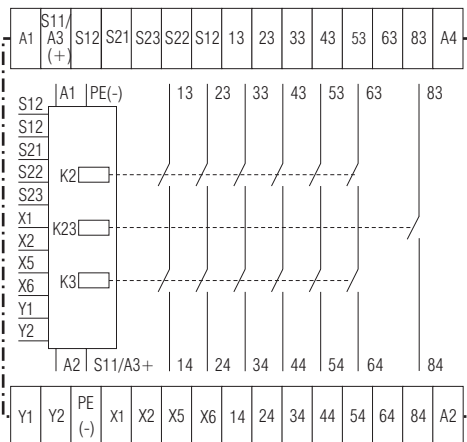 A1 S11/ A3 (+) S12 S21 S23 S22 S12 13 23 33 43 53 63 83 A4
A1 PE(-) 13 23 33 43 53 63 83
S12
S12
S21
S22
K2
S23
X1
K23
X2
X5
K3
X6
Y1
Y2
A2 S11/A3+ 14 24 34 44 54 64 84
Y1 Y2 PE (-) X1 X2 X5 X6 14 24 34 44 54 64 84 A2